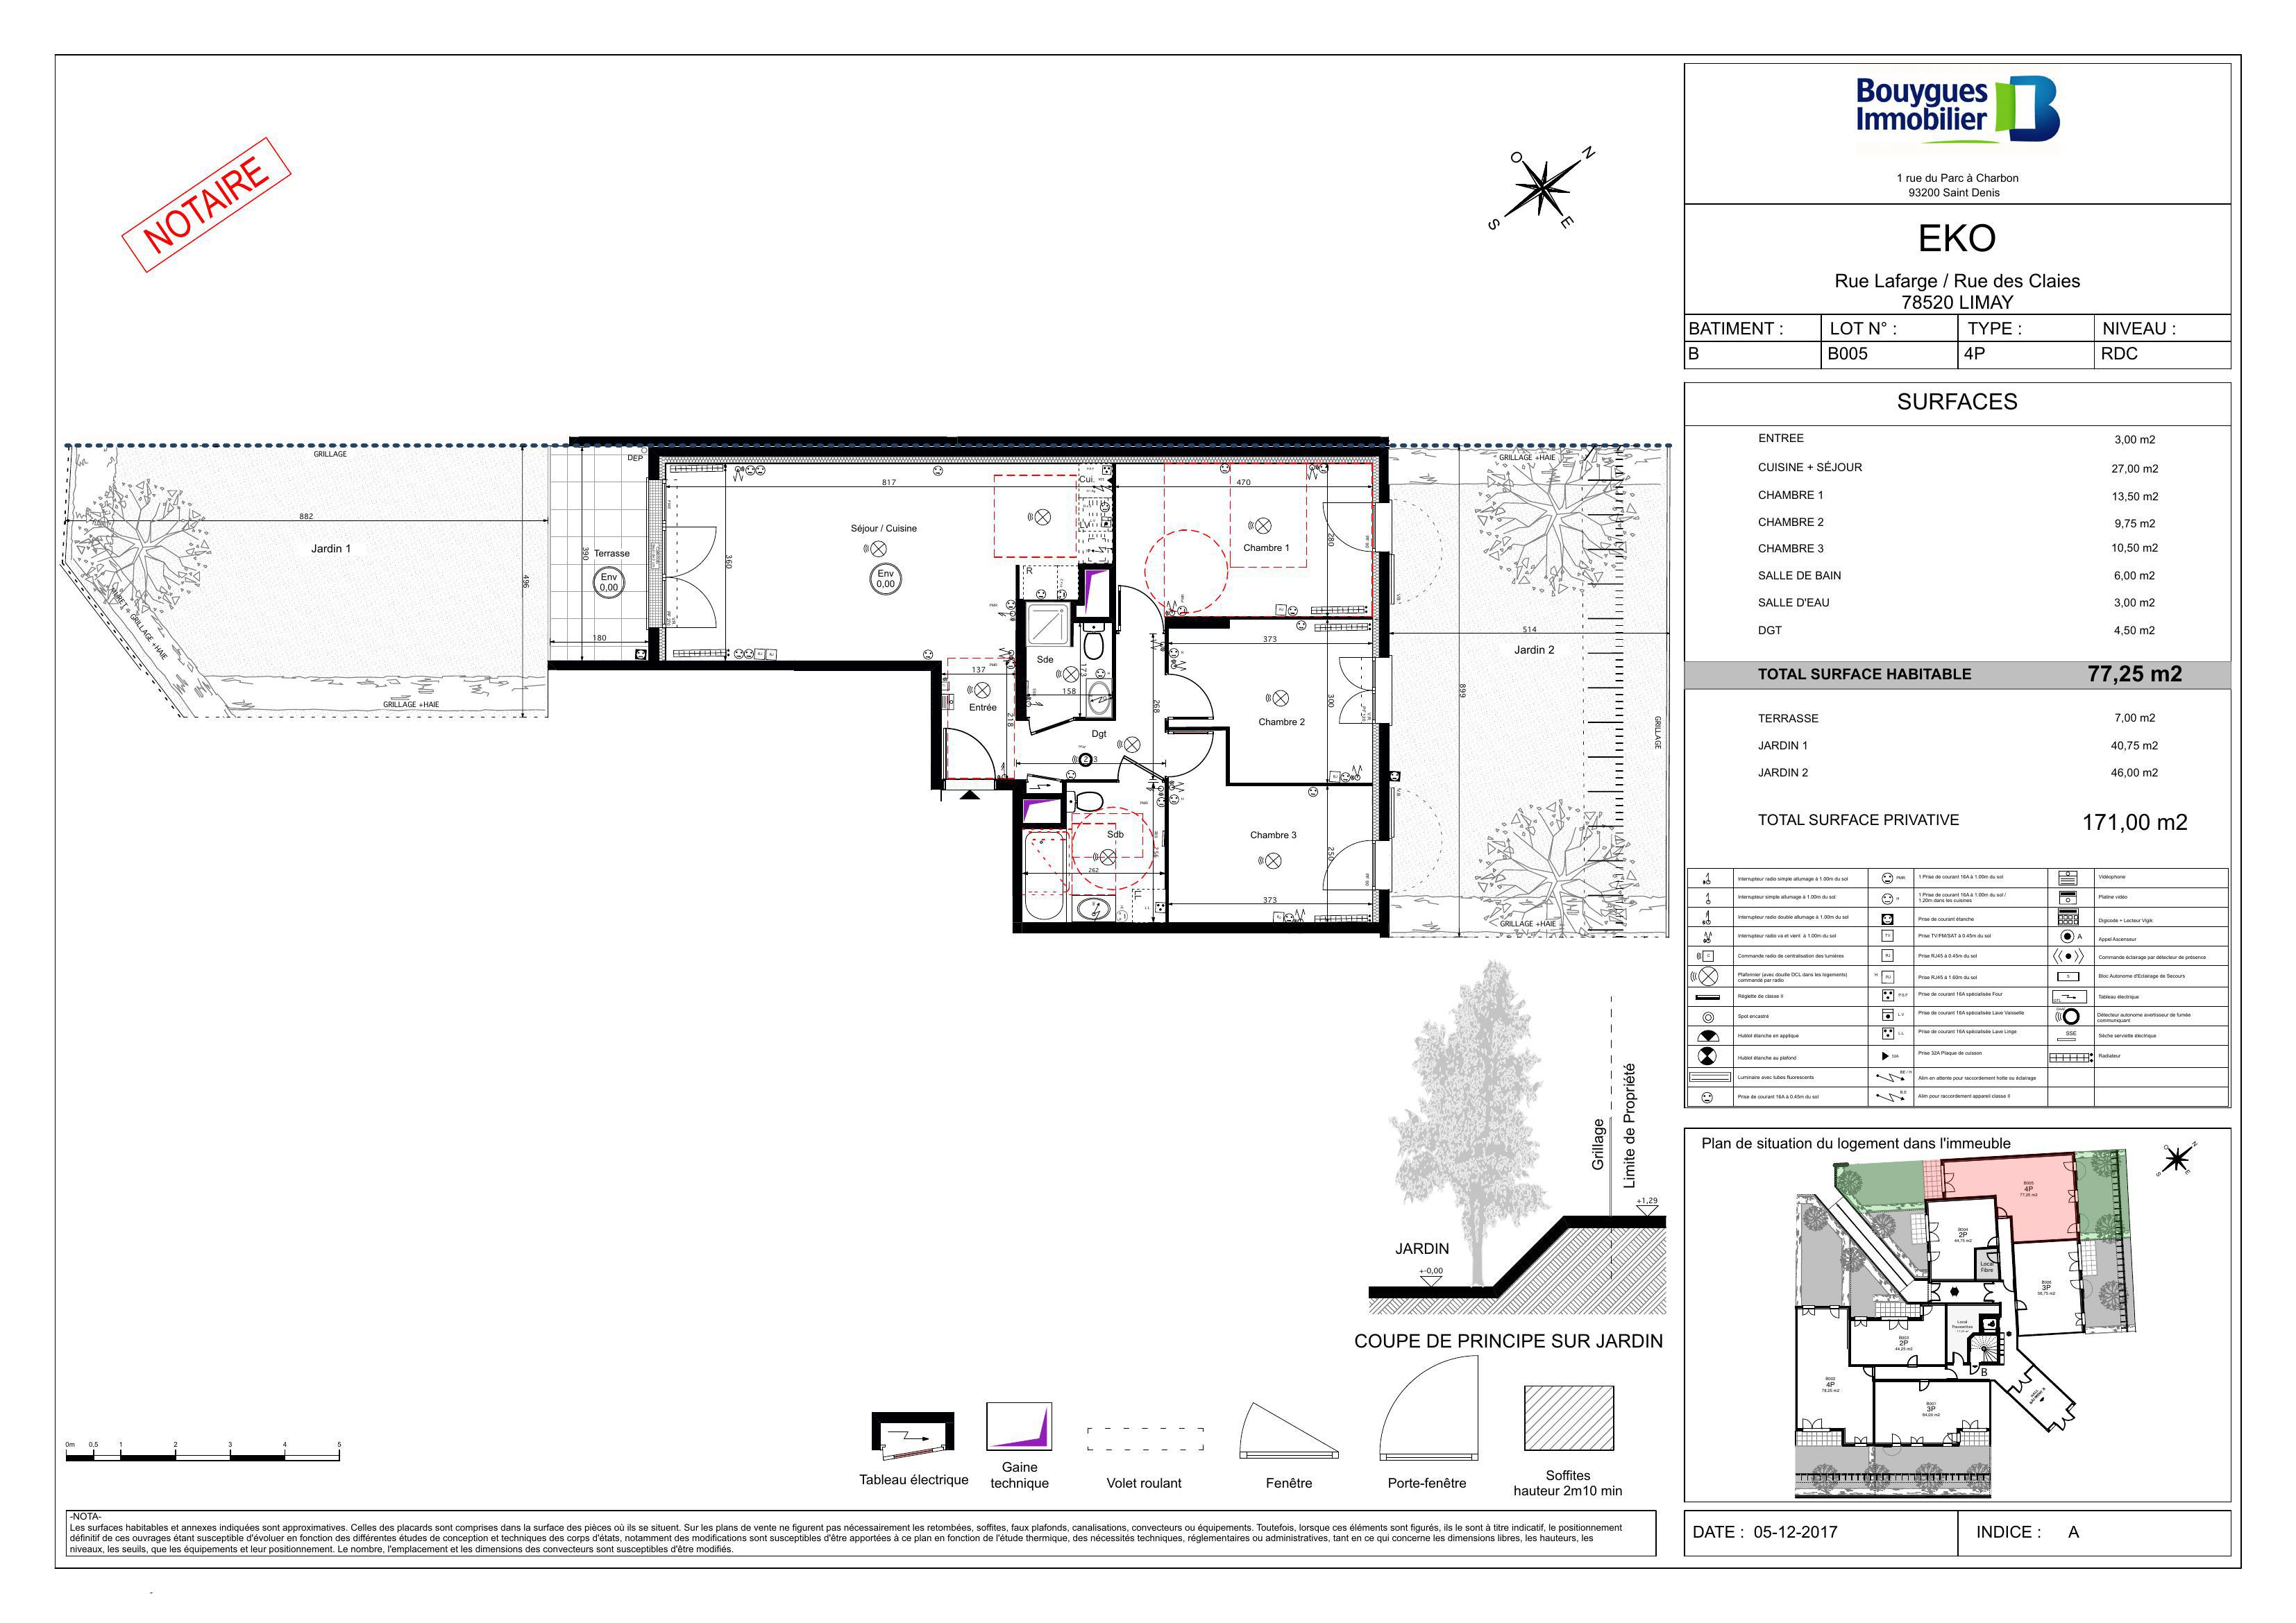 NOTAIRE
O
N
S
E
Bouygues
Immobilier
1 rue du Parc à Charbon
93200 Saint Denis
EKO
Rue Lafarge / Rue des Claies
78520 LIMAY
BATIMENT : LOT N° : TYPE : NIVEAU :
B B005 4P RDC
SURFACES
ENTREE 3,00 m2
CUISINE + SÉJOUR 27,00 m2
CHAMBRE 1 13,50 m2
CHAMBRE 2 9,75 m2
CHAMBRE 3 10,50 m2
SALLE DE BAIN 6,00 m2
SALLE D'EAU 3,00 m2
DGT 4,50 m2
TOTAL SURFACE HABITABLE 77,25 m2
TERRASSE 7,00 m2
JARDIN 1 40,75 m2
JARDIN 2 46,00 m2
TOTAL SURFACE PRIVATIVE 171,00 m2
GRILLAGE
DEP
882
Jardin 1
496
GRILLAGE +HAIE
GRILLAGE +HAIE
390
Terrasse
Env
0,00
180
817
360
Séjour / Cuisine
Env
0,00
Cui.
LV
R
470
280
Chambre 1
373
300
Chambre 2
Sde
173
158
137
Entrée
218
Dgt
268
Sdb
262
256
LL
Chambre 3
250
373
GRILLAGE +HAIE
514
Jardin 2
899
GRILLAGE
GRILLAGE +HAIE
Interrupteur radio simple allumage à 1.00m du sol
1 Prise de courant 16A à 1.00m du sol
Vidéophone
Interrupteur simple allumage à 1.00m du sol
1 Prise de courant 16A à 1.00m du sol /
1.20m dans les cuisines
Platine vidéo
Interrupteur radio double allumage à 1.00m du sol
Prise de courant étanche
Digicode + Lecteur Vigik
Interrupteur radio va et vient à 1.00m du sol
Prise TV/FM/SAT à 0.45m du sol
A
Appel Ascenseur
Commande radio de centralisation des lumières
Prise RJ45 à 0.45m du sol
Commande éclairage par détecteur de présence
Plafonnier (avec douille DCL dans les logements)
commandé par radio
Prise RJ45 à 1.60m du sol
Bloc Autonome d'Eclairage de Secours
Réglette de classe II
Prise de courant 16A spécialisée Four
Tableau électrique
Spot encastré
Prise de courant 16A spécialisée Lave Vaisselle
Détecteur autonome avertisseur de fumée
communiquant
Hublot étanche en applique
Prise de courant 16A spécialisée Lave Linge
SSE
Sèche serviette électrique
Hublot étanche au plafond
32A
Prise 32A Plaque de cuisson
Radiateur
Luminaire avec tubes fluorescents
Alim en attente pour raccordement hotte ou éclairage
Prise de courant 16A à 0.45m du sol
Alim pour raccordement appareil classe II
Grillage
Limite de Propriété
+1,29
JARDIN
+-0,00
COUPE DE PRINCIPE SUR JARDIN
Plan de situation du logement dans l'immeuble
O
N
S
E
B005
4P
77,25 m2
B004
2P
44,75 m2
Local
Fibre
B006
3P
B003
2P
44,25 m2
Local
Poussettes
B002
4P
78,25 m2
B001
3P
B
0m 0,5 1 2 3 4 5
Tableau électrique
Gaine
technique
Volet roulant
Fenêtre
Porte-fenêtre
Soffites
hauteur 2m10 min
-NOTA-
Les surfaces habitables et annexes indiquées sont approximatives. Celles des placards sont comprises dans la surface des pièces où ils se situent. Sur les plans de vente ne figurent pas nécessairement les retombées, soffites, faux plafonds, canalisations, convecteurs ou équipements. Toutefois, lorsque ces éléments sont figurés, ils le sont à titre indicatif, le positionnement
définitif de ces ouvrages étant susceptible d'évoluer en fonction des différentes études de conception et techniques des corps d'états, notamment des modifications sont susceptibles d'être apportées à ce plan en fonction de l'étude thermique, des nécessités techniques, réglementaires ou administratives, tant en ce qui concerne les dimensions libres, les hauteurs, les
niveaux, les seuils, que les équipements et leur positionnement. Le nombre, l'emplacement et les dimensions des convecteurs sont susceptibles d'être modifiés.
DATE : 05-12-2017 INDICE : A